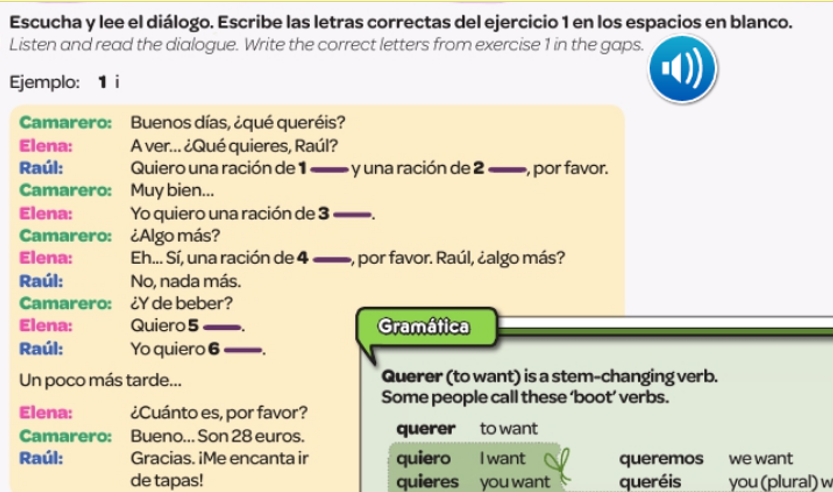 Escucha y lee el diálogo. Escribe las letras correctas del ejercicio 1 en los espacios en blanco.
Listen and read the dialogue. Write the correct letters from exercise 1 in the gaps.
Ejemplo: 1 i
Camarero: Buenos días, ¿qué queréis?
Elena: A ver... ¿Qué quieres, Raúl?
Raúl: Quiero una ración de 1 ____ y una ración de 2 ____, por favor.
Camarero: Muy bien...
Elena: Yo quiero una ración de 3 ____.
Camarero: ¿Algo más?
Elena: Eh... Sí, una ración de 4 ____, por favor. Raúl, ¿algo más?
Raúl: No, nada más.
Camarero: ¿Y de beber?
Elena: Quiero 5 ____.
Raúl: Yo quiero 6 ____.
Un poco más tarde...
Elena: ¿Cuánto es, por favor?
Camarero: Bueno... Son 28 euros.
Raúl: Gracias. ¡Me encanta ir
de tapas!
Gramática
Querer (to want) is a stem-changing verb.
Some people call these ‘boot’ verbs.
querer to want
quiero I want queremos we want
quieres you want queréis you (plural) w